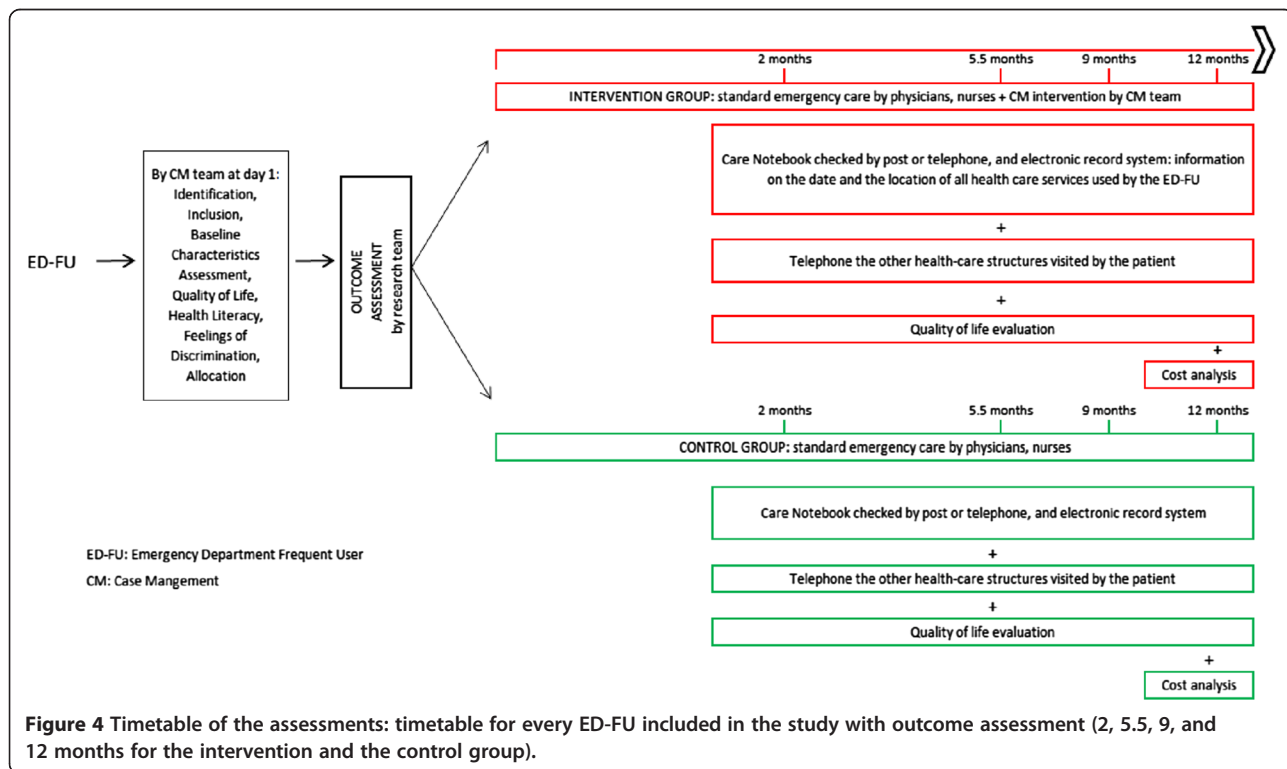 ED-FU
By CM team at day 1:
Identification,
Inclusion,
Baseline
Characteristics
Assessment,
Quality of Life,
Health Literacy,
Feelings of
Discrimination,
Allocation
OUTCOME
ASSESSMENT
by research team
2 months
5.5 months
9 months
12 months
INTERVENTION GROUP: standard emergency care by physicians, nurses + CM intervention by CM team
Care Notebook checked by post or telephone, and electronic record system: information
on the date and the location of all health care services used by the ED-FU
+
Telephone the other health-care structures visited by the patient
+
Quality of life evaluation
+
Cost analysis
2 months
5.5 months
9 months
12 months
CONTROL GROUP: standard emergency care by physicians, nurses
Care Notebook checked by post or telephone, and electronic record system
+
Telephone the other health-care structures visited by the patient
+
Quality of life evaluation
+
Cost analysis
ED-FU: Emergency Department Frequent User
CM: Case Mangement
Figure 4 Timetable of the assessments: timetable for every ED-FU included in the study with outcome assessment (2, 5.5, 9, and
12 months for the intervention and the control group).